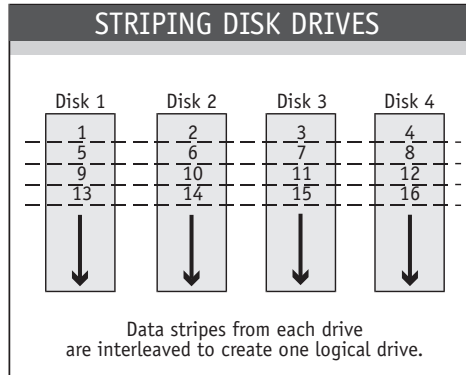 STRIPING DISK DRIVES
Disk 1 Disk 2 Disk 3 Disk 4
1 2 3 4
5 6 7 8
9 10 11 12
13 14 15 16
Data stripes from each drive
are interleaved to create one logical drive.